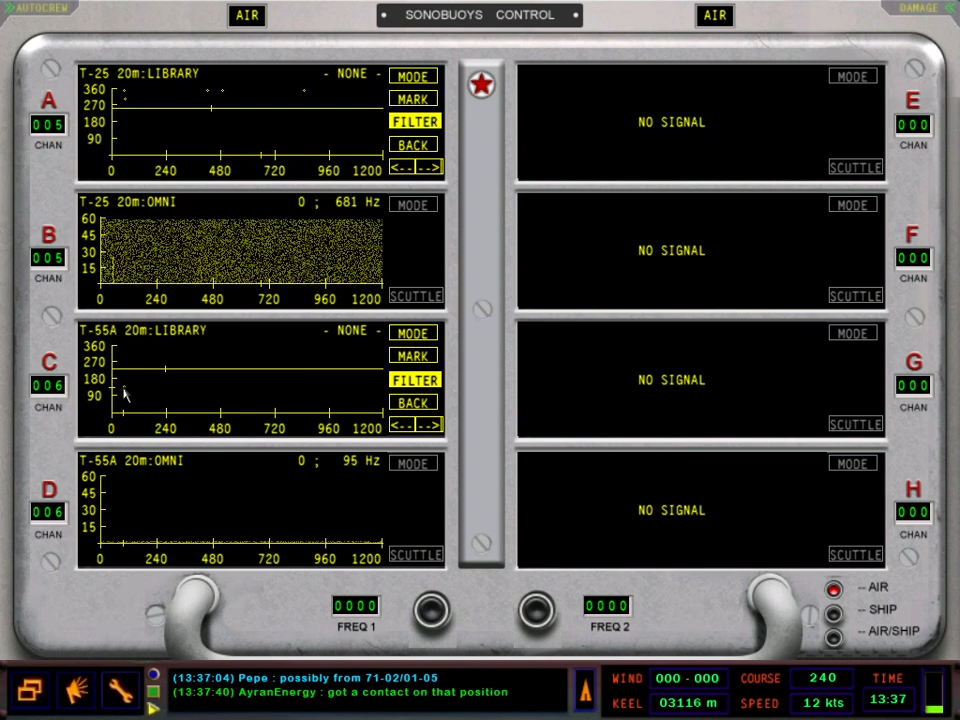 AUTOCREW
AIR
• SONOBUOYS CONTROL •
AIR
DAMAGE
A
005
CHAN
T-25 20m:LIBRARY - NONE -
MODE
MARK
FILTER
BACK
<-- -->
360
270
180
90
0 240 480 720 960 1200
B
005
CHAN
T-25 20m:OMNI 0 ; 681 Hz
MODE
SCUTTLE
60
45
30
15
0 240 480 720 960 1200
C
006
CHAN
T-55A 20m:LIBRARY - NONE -
MODE
MARK
FILTER
BACK
<-- -->
360
270
180
90
0 240 480 720 960 1200
D
006
CHAN
T-55A 20m:OMNI 0 ; 95 Hz
MODE
SCUTTLE
60
45
30
15
0 240 480 720 960 1200
E
000
CHAN
NO SIGNAL
MODE
SCUTTLE
F
000
CHAN
NO SIGNAL
MODE
SCUTTLE
G
000
CHAN
NO SIGNAL
MODE
SCUTTLE
H
000
CHAN
NO SIGNAL
MODE
SCUTTLE
0000
FREQ 1
0000
FREQ 2
-- AIR
-- SHIP
-- AIR/SHIP
(13:37:04) Pepe : possibly from 71-02/01-05
(13:37:40) AyranEnergy : got a contact on that position
WIND 000 - 000 COURSE 240 TIME
KEEL 03116 m SPEED 12 kts 13:37